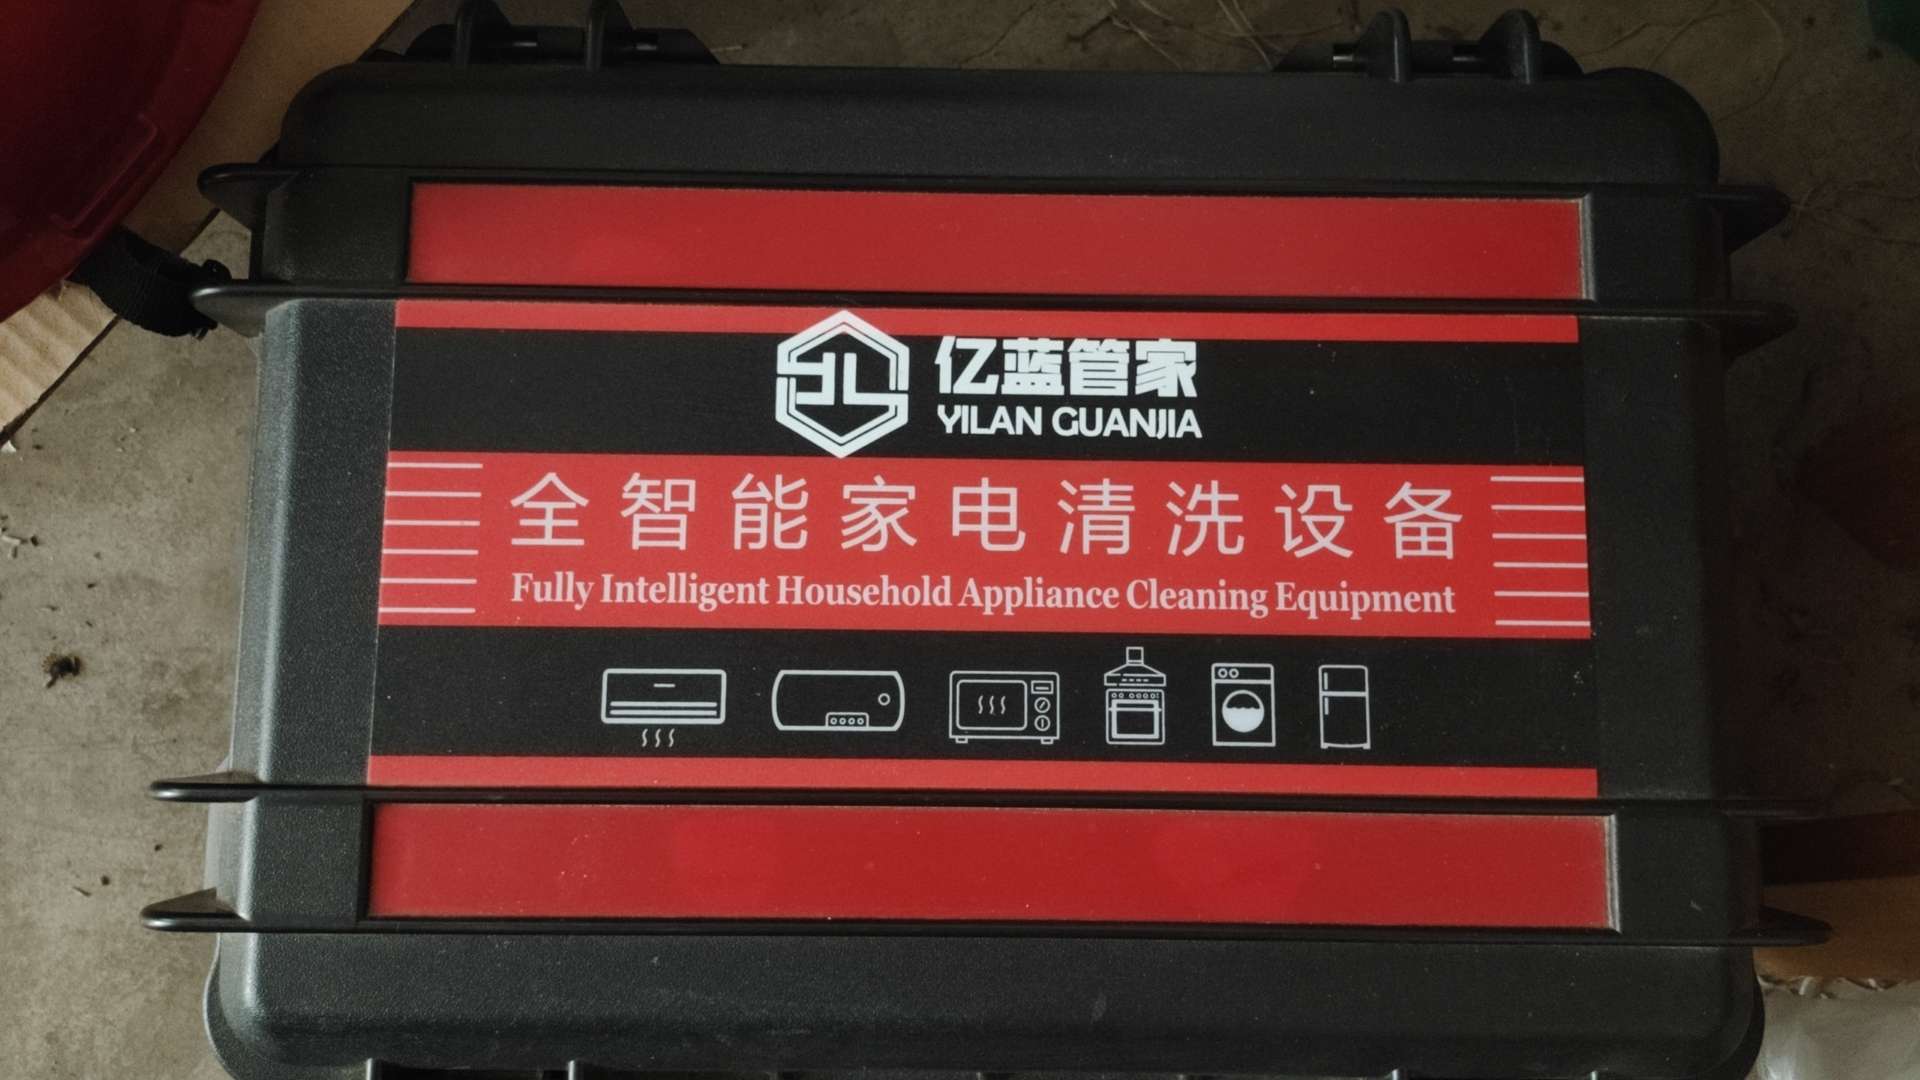 亿蓝管家
YILAN GUANJIA
全智能家电清洗设备
Fully Intelligent Household Appliance Cleaning Equipment